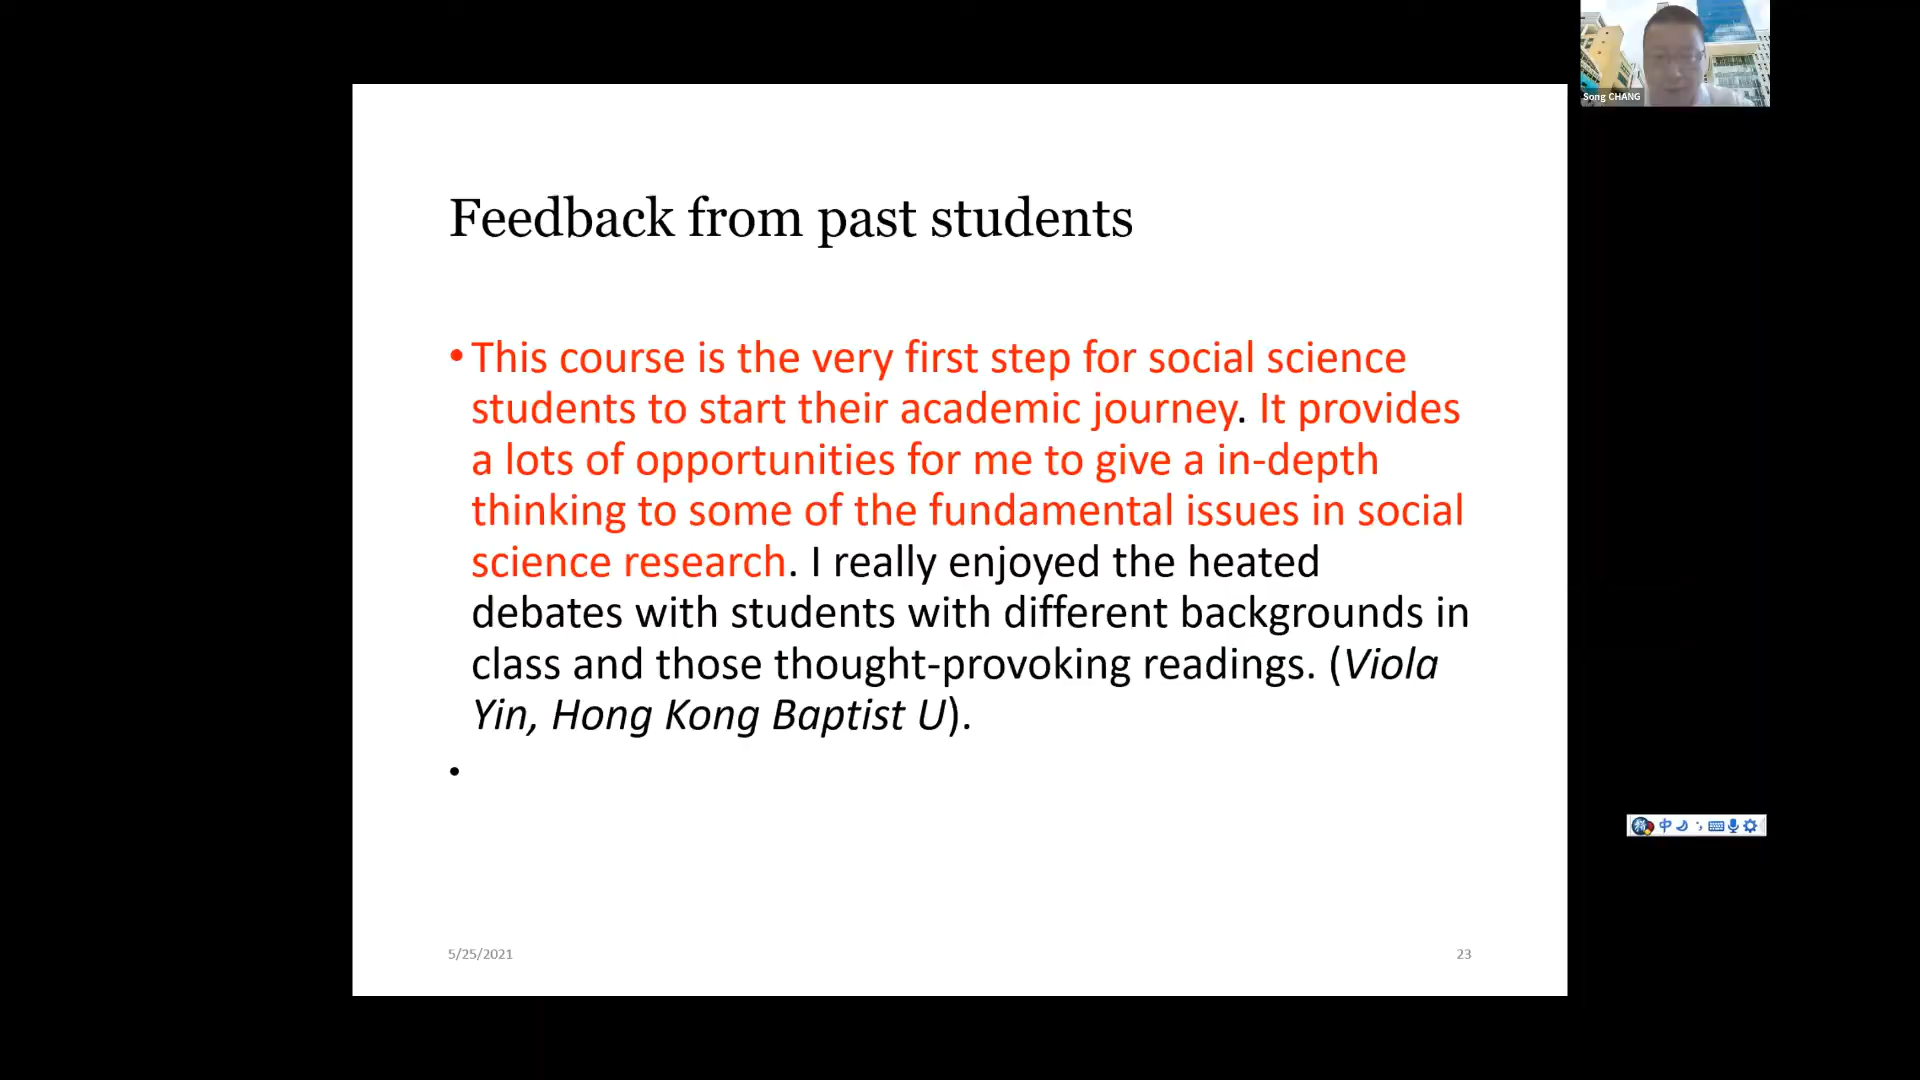 Song CHANG
Feedback from past students
•This course is the very first step for social science
students to start their academic journey. It provides
a lots of opportunities for me to give a in-depth
thinking to some of the fundamental issues in social
science research. I really enjoyed the heated
debates with students with different backgrounds in
class and those thought-provoking readings. (Viola
Yin, Hong Kong Baptist U).
•
中
5/25/2021
23